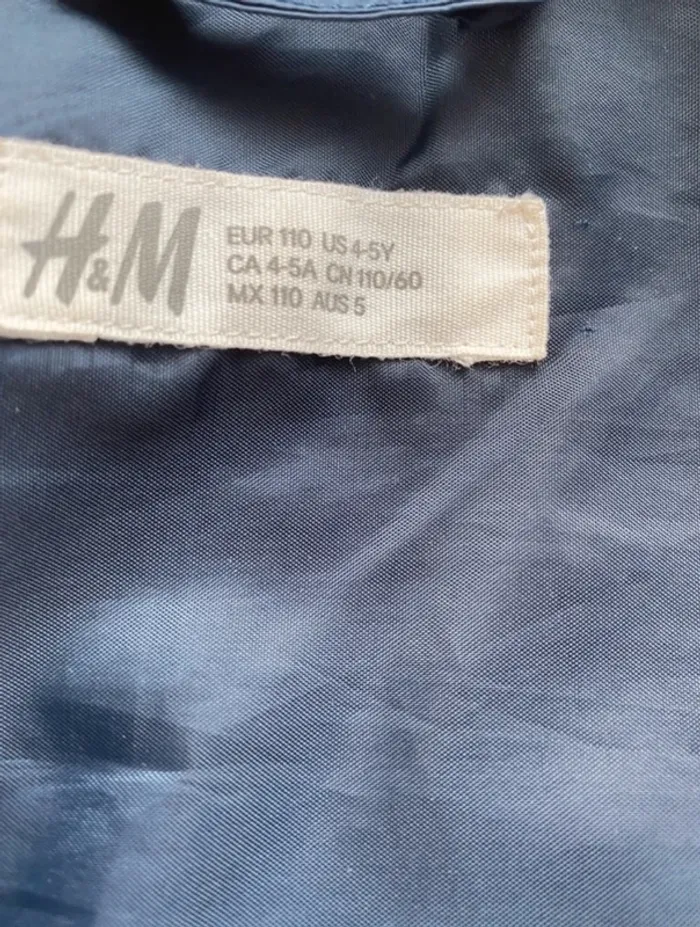 H&M
EUR 110 US 4-5Y
CA 4-5A CN 110/60
MX 110 AUS 5